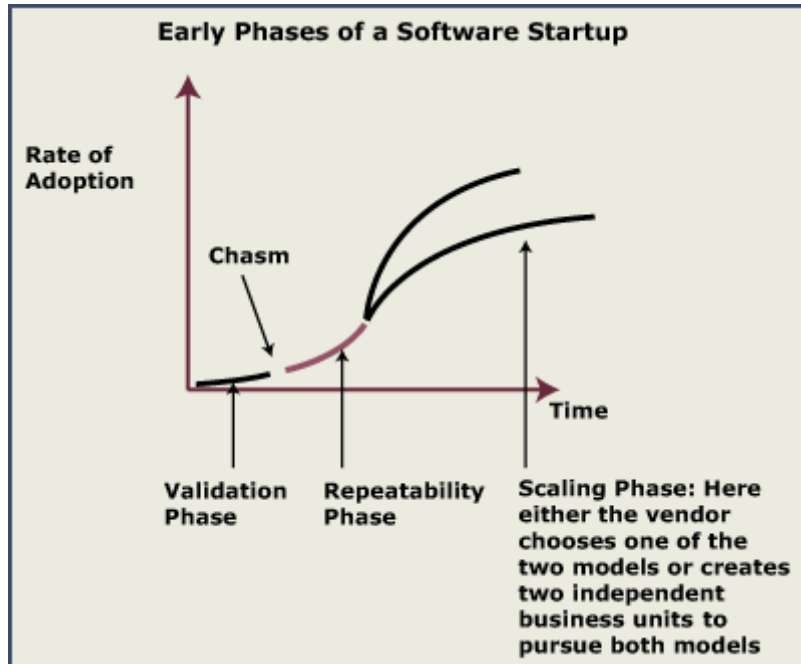 Early Phases of a Software Startup
Rate of
Adoption
Chasm
Time
Validation
Phase
Repeatability
Phase
Scaling Phase: Here
either the vendor
chooses one of the
two models or creates
two independent
business units to
pursue both models